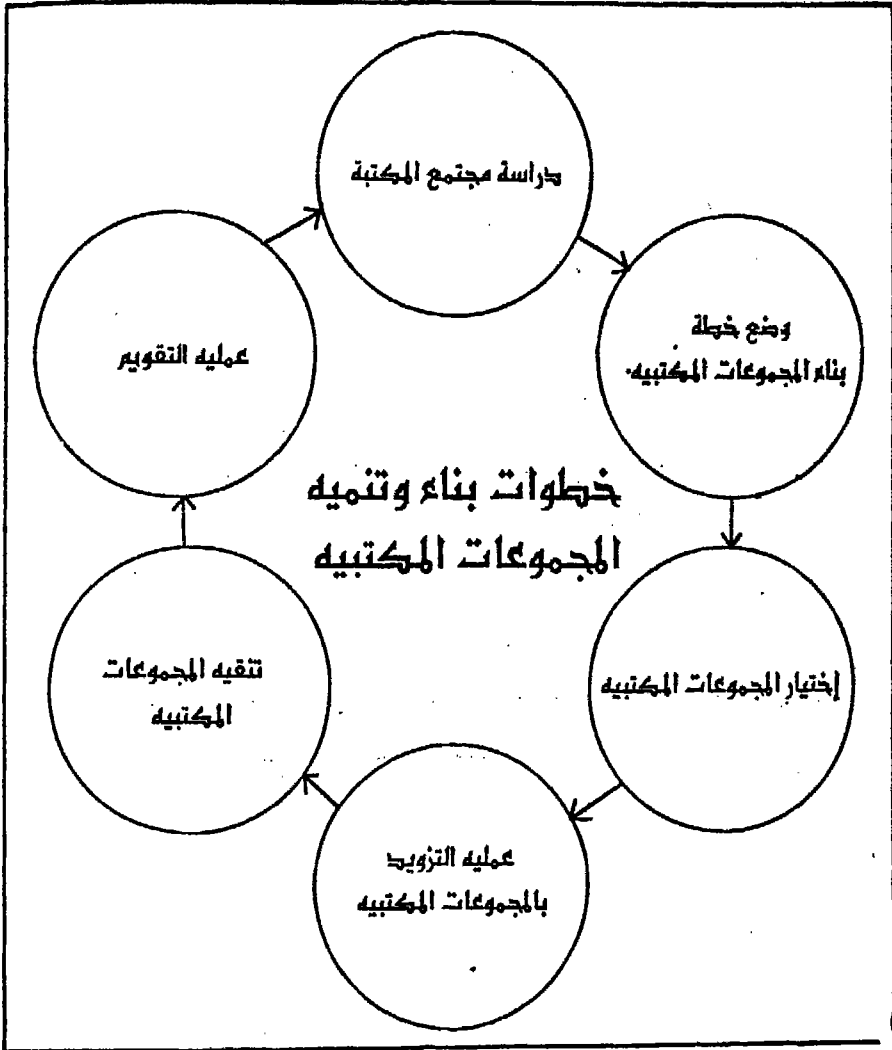 دراسة مجتمع المكتبة
وضع خطة
بناء المجموعات المكتبيه
عمليه التقويم
خطوات بناء وتنميه
المجموعات المكتبيه
إختيار المجموعات المكتبيه
تنقيه المجموعات
المكتبيه
عمليه التزويد
بالمجموعات المكتبيه